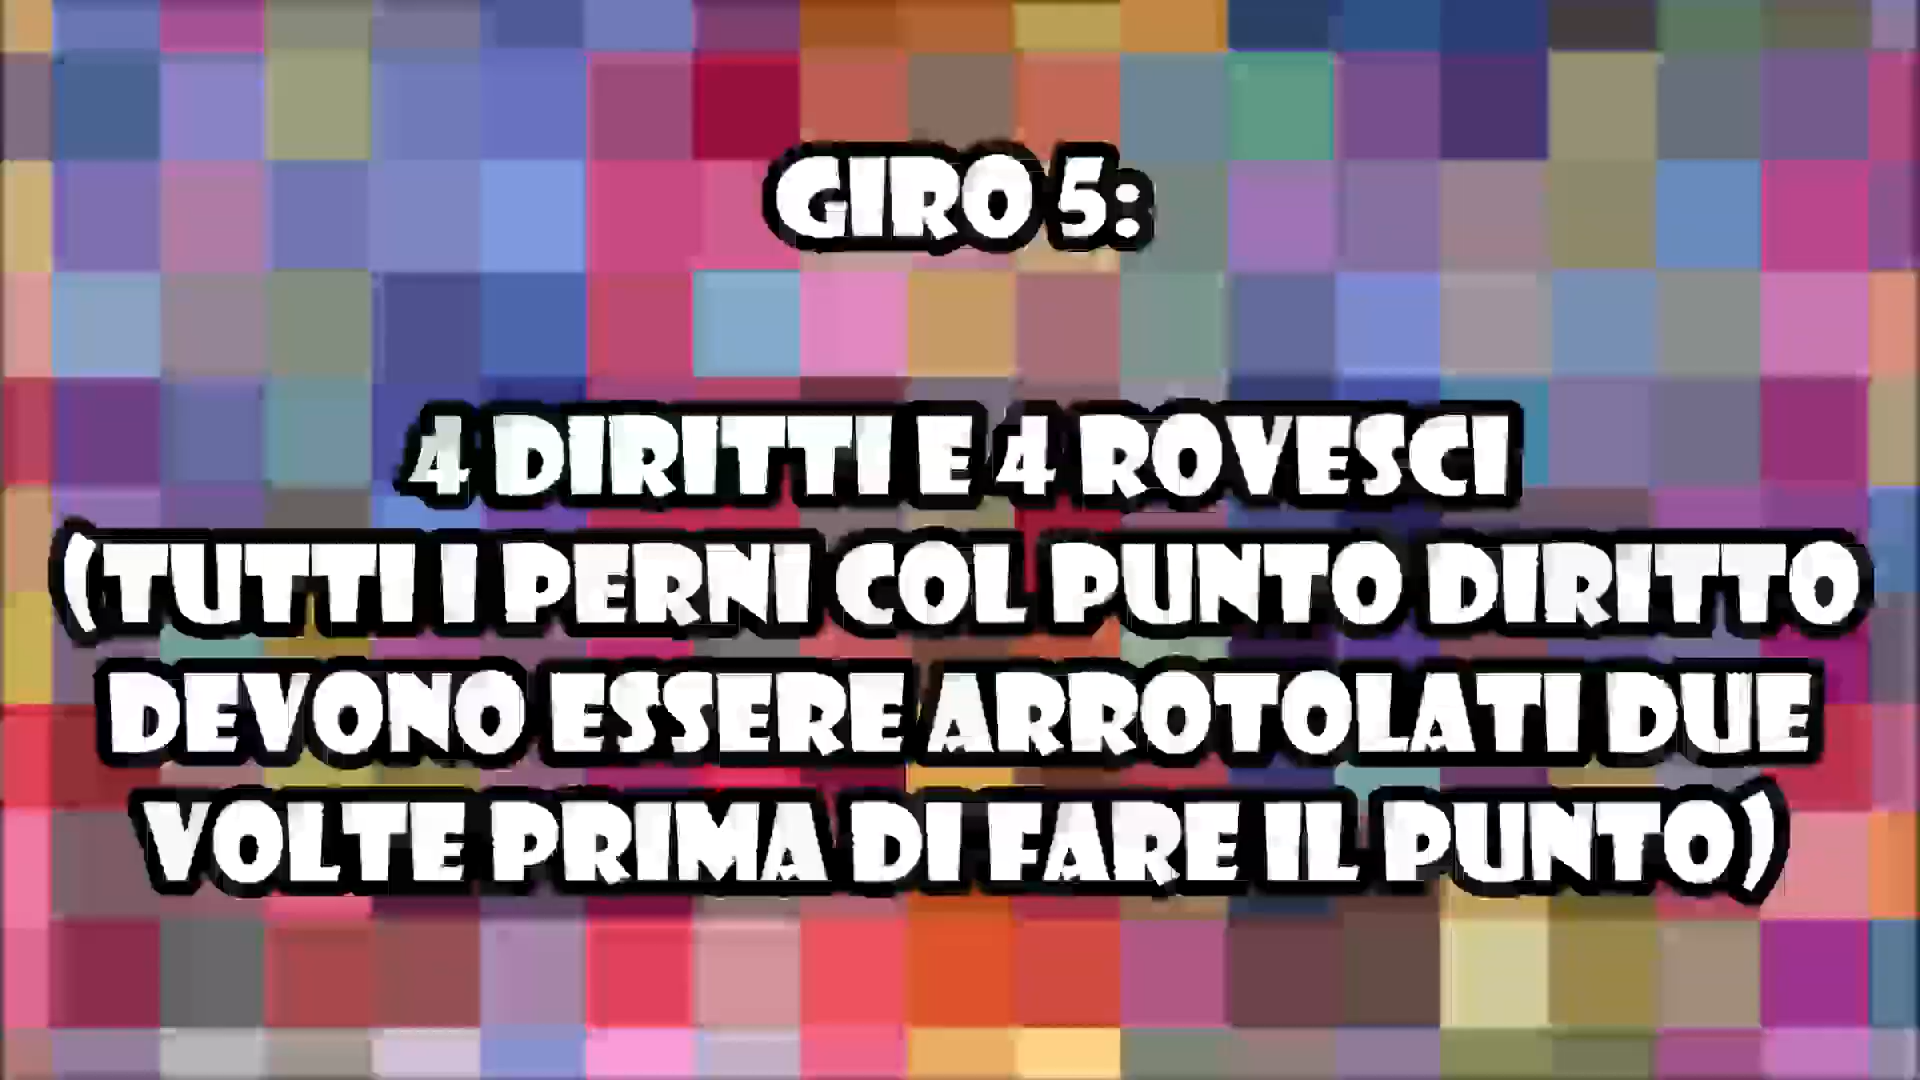 GIRO 5:
4 DIRITTI E 4 ROVESCI
(TUTTI I PERNI COL PUNTO DIRITTO
DEVONO ESSERE ARROTOLATI DUE
VOLTE PRIMA DI FARE IL PUNTO)